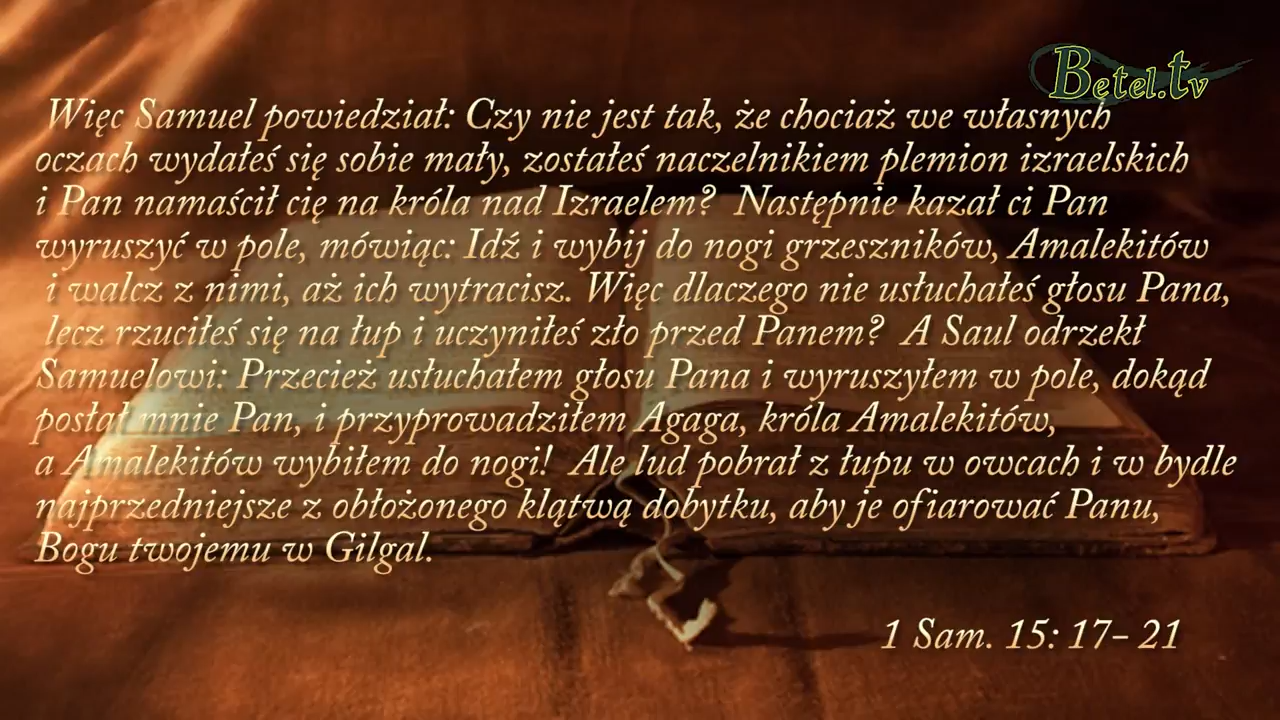 Betel.tv
Więc Samuel powiedział: Czy nie jest tak, że chociaż we własnych
oczach wydałeś się sobie mały, zostałeś naczelnikiem plemion izraelskich
i Pan namaścił cię na króla nad Izraelem? Następnie kazał ci Pan
wyruszyć w pole, mówiąc: Idź i wybij do nogi grzeszników, Amalekitów
i walcz z nimi, aż ich wytracisz. Więc dlaczego nie usłuchałeś głosu Pana,
lecz rzuciłeś się na łup i uczyniłeś zło przed Panem? A Saul odrzekł
Samuelowi: Przecież usłuchałem głosu Pana i wyruszyłem w pole, dokąd
posłał mnie Pan, i przyprowadziłem Agaga, króla Amalekitów,
a Amalekitów wybiłem do nogi! Ale lud pobrał z łupu w owcach i w bydle
najprzedniejsze z obłożonego klątwą dobytku, aby je ofiarować Panu,
Bogu twojemu w Gilgal.
1 Sam. 15: 17– 21